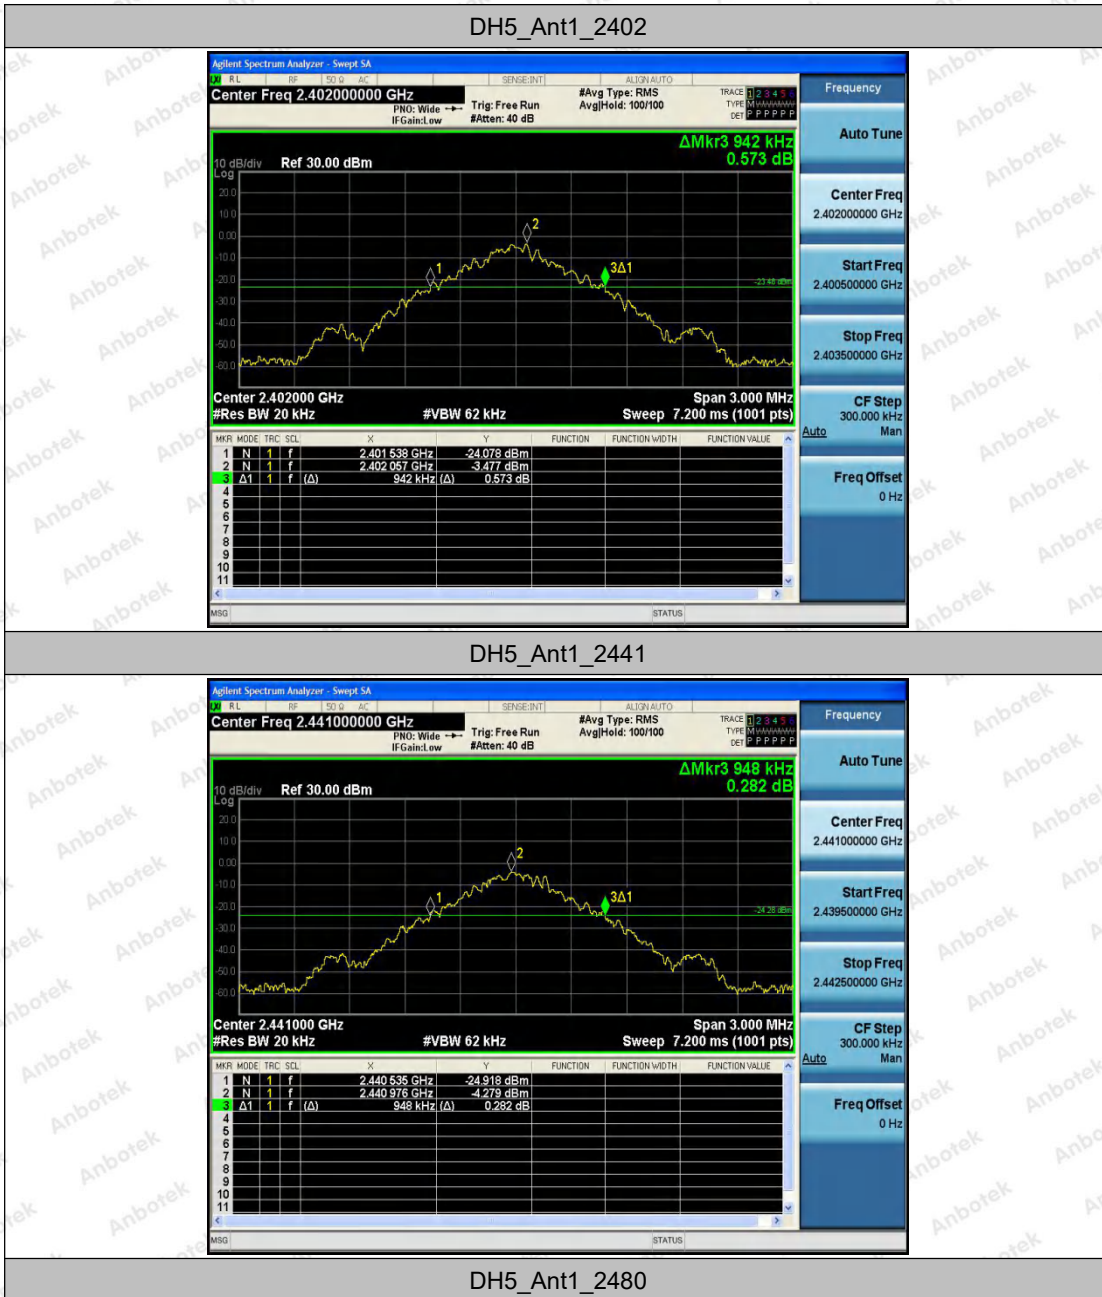 DH5_Ant1_2402
Agilent Spectrum Analyzer - Swept SA
RL RF 50 Ω AC SENSE:INT ALIGN AUTO
Center Freq 2.402000000 GHz
PNO: Wide
IFGain:Low
Trig: Free Run
#Atten: 40 dB
#Avg Type: RMS
Avg|Hold: 100/100
TRACE 1 2 3 4 5 6
TYPE M
DET P P P P P P
ΔMkr3 942 kHz
0.573 dB
10 dB/div Ref 30.00 dBm
Log
20.0
10.0
0.00
-10.0
-20.0
-30.0
-40.0
-50.0
-60.0
1
2
3Δ1
-23.48 dBm
Center 2.402000 GHz Span 3.000 MHz
#Res BW 20 kHz #VBW 62 kHz Sweep 7.200 ms (1001 pts)
MKR MODE TRC SCL X Y FUNCTION FUNCTION WIDTH FUNCTION VALUE
1 N 1 f 2.401 538 GHz -24.078 dBm
2 N 1 f 2.402 057 GHz -3.477 dBm
3 Δ1 1 f (Δ) 942 kHz (Δ) 0.573 dB
4
5
6
7
8
9
10
11
MSG STATUS
Frequency
Auto Tune
Center Freq
2.402000000 GHz
Start Freq
2.400500000 GHz
Stop Freq
2.403500000 GHz
CF Step
300.000 kHz
Auto Man
Freq Offset
0 Hz
DH5_Ant1_2441
Agilent Spectrum Analyzer - Swept SA
RL RF 50 Ω AC SENSE:INT ALIGN AUTO
Center Freq 2.441000000 GHz
PNO: Wide
IFGain:Low
Trig: Free Run
#Atten: 40 dB
#Avg Type: RMS
Avg|Hold: 100/100
TRACE 1 2 3 4 5 6
TYPE M
DET P P P P P P
ΔMkr3 948 kHz
0.282 dB
10 dB/div Ref 30.00 dBm
Log
20.0
10.0
0.00
-10.0
-20.0
-30.0
-40.0
-50.0
-60.0
1
2
3Δ1
-24.28 dBm
Center 2.441000 GHz Span 3.000 MHz
#Res BW 20 kHz #VBW 62 kHz Sweep 7.200 ms (1001 pts)
MKR MODE TRC SCL X Y FUNCTION FUNCTION WIDTH FUNCTION VALUE
1 N 1 f 2.440 535 GHz -24.918 dBm
2 N 1 f 2.440 976 GHz -4.279 dBm
3 Δ1 1 f (Δ) 948 kHz (Δ) 0.282 dB
4
5
6
7
8
9
10
11
MSG STATUS
Frequency
Auto Tune
Center Freq
2.441000000 GHz
Start Freq
2.439500000 GHz
Stop Freq
2.442500000 GHz
CF Step
300.000 kHz
Auto Man
Freq Offset
0 Hz
DH5_Ant1_2480
Anbotek